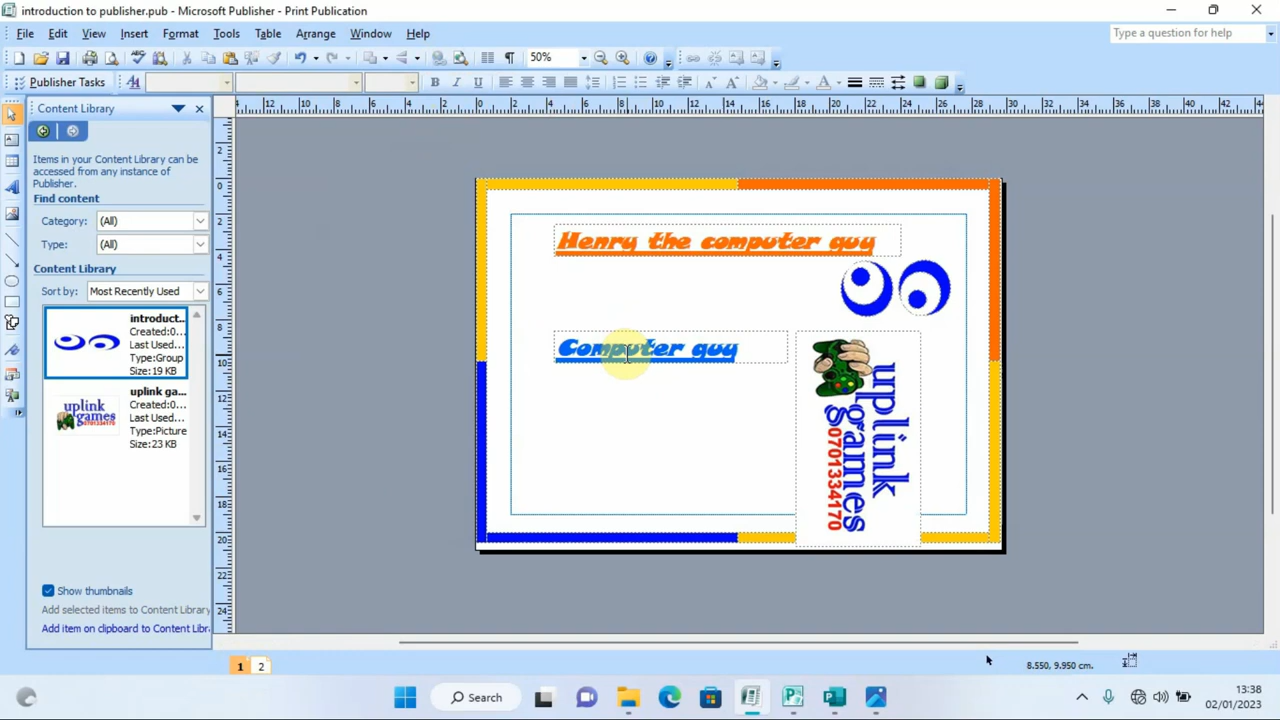 introduction to publisher.pub - Microsoft Publisher - Print Publication
File Edit View Insert Format Tools Table Arrange Window Help
Type a question for help
50%
Publisher Tasks
Content Library
Items in your Content Library can be
accessed from any instance of
Publisher.
Find content
Category: (All)
Type: (All)
Content Library
Sort by: Most Recently Used
introduct...
Created:0...
Last Used...
Type:Group
Size:19 KB
uplink ga...
Created:0...
Last Used...
Type:Picture
Size:23 KB
uplink
games
0701334170
Show thumbnails
Add selected items to Content Library
Add item on clipboard to Content Libr
Henry the computer guy
Computer guy
uplink
games
0701334170
1 2
8.550, 9.950 cm.
Search
13:38
02/01/2023